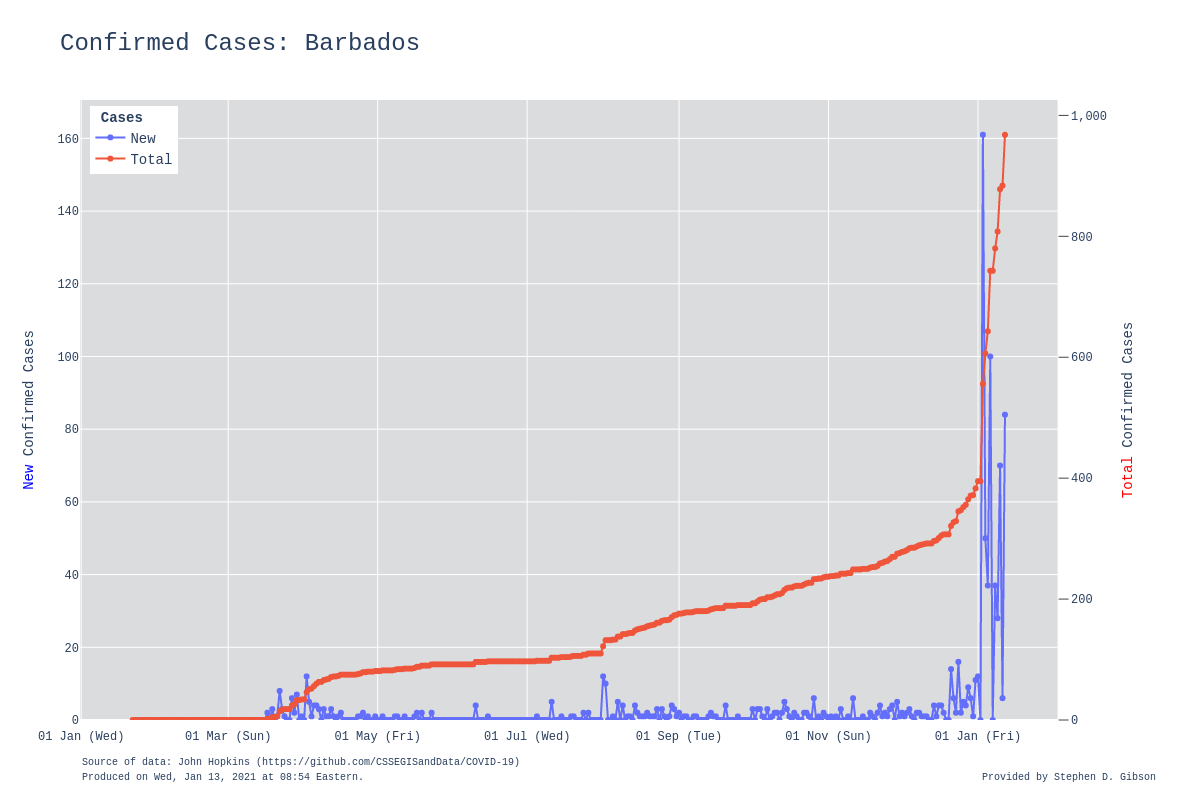 Confirmed Cases: Barbados
Cases
New
Total
160
140
120
100
80
60
40
20
0
1,000
800
600
400
200
0
New Confirmed Cases
Total Confirmed Cases
01 Jan (Wed)
01 Mar (Sun)
01 May (Fri)
01 Jul (Wed)
01 Sep (Tue)
01 Nov (Sun)
01 Jan (Fri)
Source of data: John Hopkins (https://github.com/CSSEGISandData/COVID-19)
Produced on Wed, Jan 13, 2021 at 08:54 Eastern.
Provided by Stephen D. Gibson